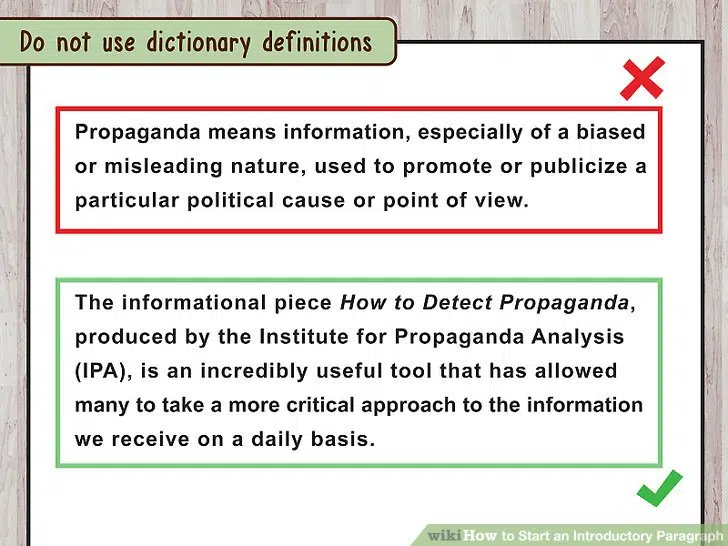 Do not use dictionary definitions
Propaganda means information, especially of a biased
or misleading nature, used to promote or publicize a
particular political cause or point of view.
The informational piece How to Detect Propaganda,
produced by the Institute for Propaganda Analysis
(IPA), is an incredibly useful tool that has allowed
many to take a more critical approach to the information
we receive on a daily basis.
wikiHow to Start an Introductory Paragraph